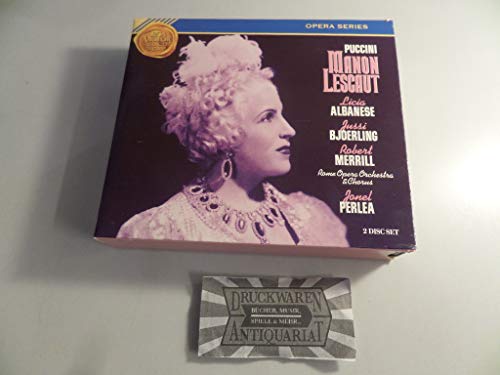 OPERA SERIES
PUCCINI
MANON
LESCAUT
Licia
ALBANESE
Jussi
BJOERLING
Robert
MERRILL
Rome Opera Orchestra
& Chorus
Jonel
PERLEA
2 DISC SET
DRUCKWAREN
BÜCHER, MUSIK,
SPIELE & MEHR...
ANTIQUARIAT